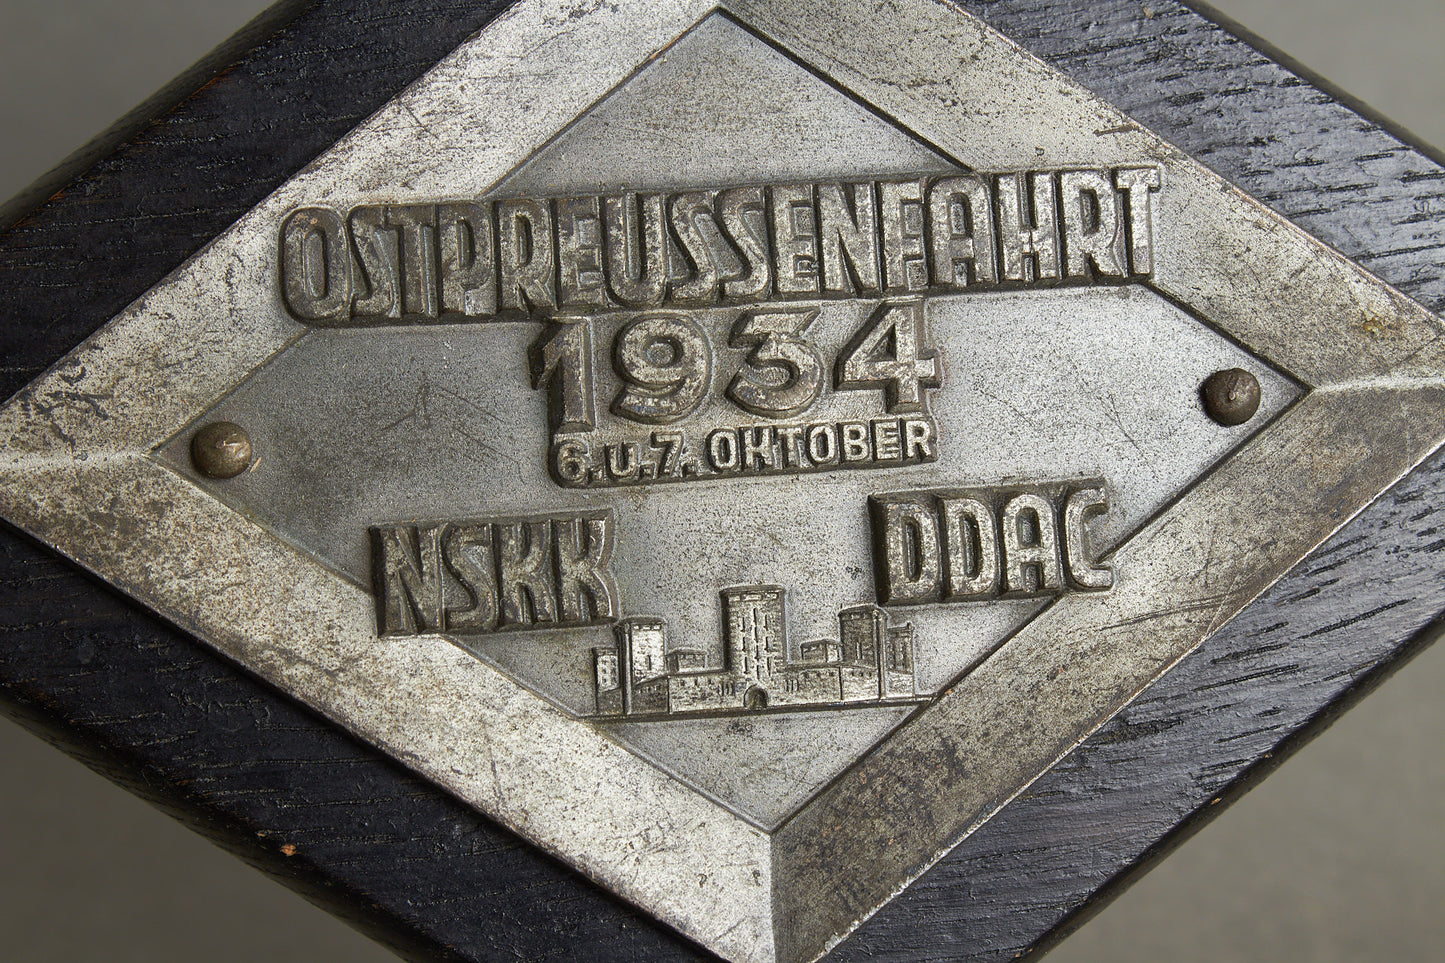 OSTPREUSSENFAHRT
1934
6.U.7. OKTOBER
NSKK DDAC